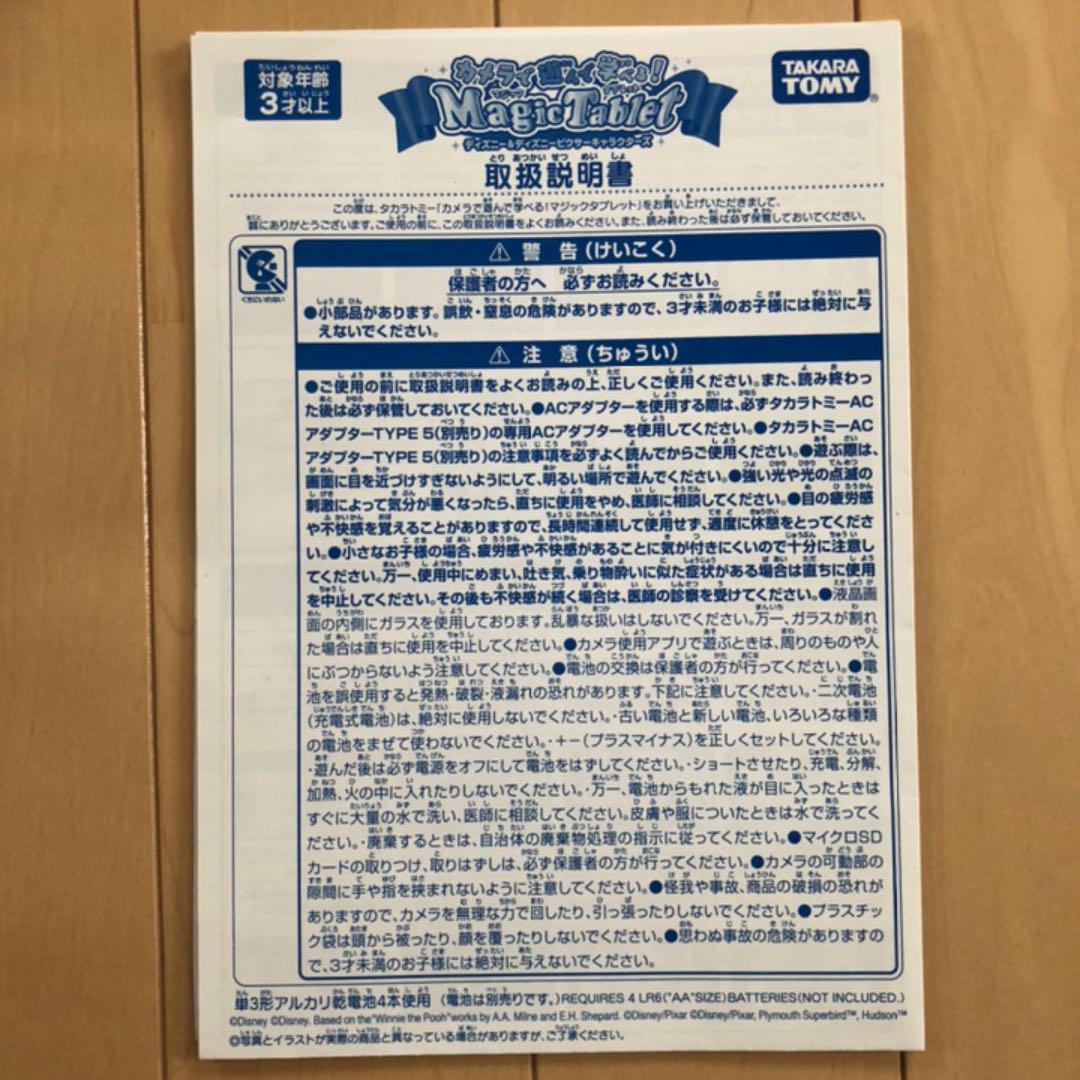 対象年齢
3才以上
カメラで遊んで学べる!
Magic Tablet
ディズニー&ディズニー ピクサーキャラクターズ
TAKARA
TOMY
取扱説明書
この度は、タカラトミー「カメラで遊んで学べる!マジックタブレット」をお買い上げいただきまして、
誠にありがとうございます。ご使用の前に、この取扱説明書をよくお読みください。また、読み終わった後は必ず保管しておいてください。
くちにいれない
⚠ 警告(けいこく)
保護者の方へ 必ずお読みください。
●小部品があります。誤飲・窒息の危険がありますので、3才未満のお子様には絶対に与
えないでください。
⚠ 注意(ちゅうい)
●ご使用の前に取扱説明書をよくお読みの上、正しくご使用ください。また、読み終わっ
た後は必ず保管しておいてください。●ACアダプターを使用する際は、必ずタカラトミーAC
アダプターTYPE 5(別売り)の専用ACアダプターを使用してください。●タカラトミーAC
アダプターTYPE 5(別売り)の注意事項を必ずよく読んでからご使用ください。●遊ぶ際は、
画面に目を近づけすぎないようにして、明るい場所で遊んでください。●強い光や光の点滅の
刺激によって気分が悪くなったら、直ちに使用をやめ、医師に相談してください。●目の疲労感
や不快感を覚えることがありますので、長時間連続して使用せず、適度に休憩をとってくださ
い。●小さなお子様の場合、疲労感や不快感があることに気が付きにくいので十分に注意し
てください。万一、使用中にめまい、吐き気、乗り物酔いに似た症状がある場合は直ちに使用
を中止してください。その後も不快感が続く場合は、医師の診察を受けてください。●液晶画
面の内側にガラスを使用しております。乱暴な扱いはしないでください。万一、ガラスが割れ
た場合は直ちに使用を中止してください。●カメラ使用アプリで遊ぶときは、周りのものや人
にぶつからないよう注意してください。●電池の交換は保護者の方が行ってください。●電
池を誤使用すると発熱・破裂・液漏れの恐れがあります。下記に注意してください。・二次電池
(充電式電池)は、絶対に使用しないでください。・古い電池と新しい電池、いろいろな種類
の電池をまぜて使わないでください。・+-(プラスマイナス)を正しくセットしてください。
・遊んだ後は必ず電源をオフにして電池をはずしてください。・ショートさせたり、充電、分解、
加熱、火の中に入れたりしないでください。・万一、電池からもれた液が目に入ったときは
すぐに大量の水で洗い、医師に相談してください。皮膚や服についたときは水で洗ってく
ださい。・廃棄するときは、自治体の廃棄物処理の指示に従ってください。●マイクロSD
カードの取りつけ、取りはずしは、必ず保護者の方が行ってください。●カメラの可動部の
隙間に手や指を挟まれないように注意してください。●怪我や事故、商品の破損の恐れが
ありますので、カメラを無理な力で回したり、引っ張ったりしないでください。●プラスチッ
ク袋は頭から被ったり、顔を覆ったりしないでください。●思わぬ事故の危険がありますの
で、3才未満のお子様には絶対に与えないでください。
単3形アルカリ乾電池4本使用 (電池は別売りです。)REQUIRES 4 LR6("AA"SIZE)BATTERIES(NOT INCLUDED.)
©Disney ©Disney. Based on the"Winnie the Pooh"works by A.A. Milne and E.H. Shepard. ©Disney/Pixar ©Disney/Pixar, Plymouth Superbird™, Hudson™
◎写真とイラストが実際の商品と異なっている場合がありますが、ご了承ください。